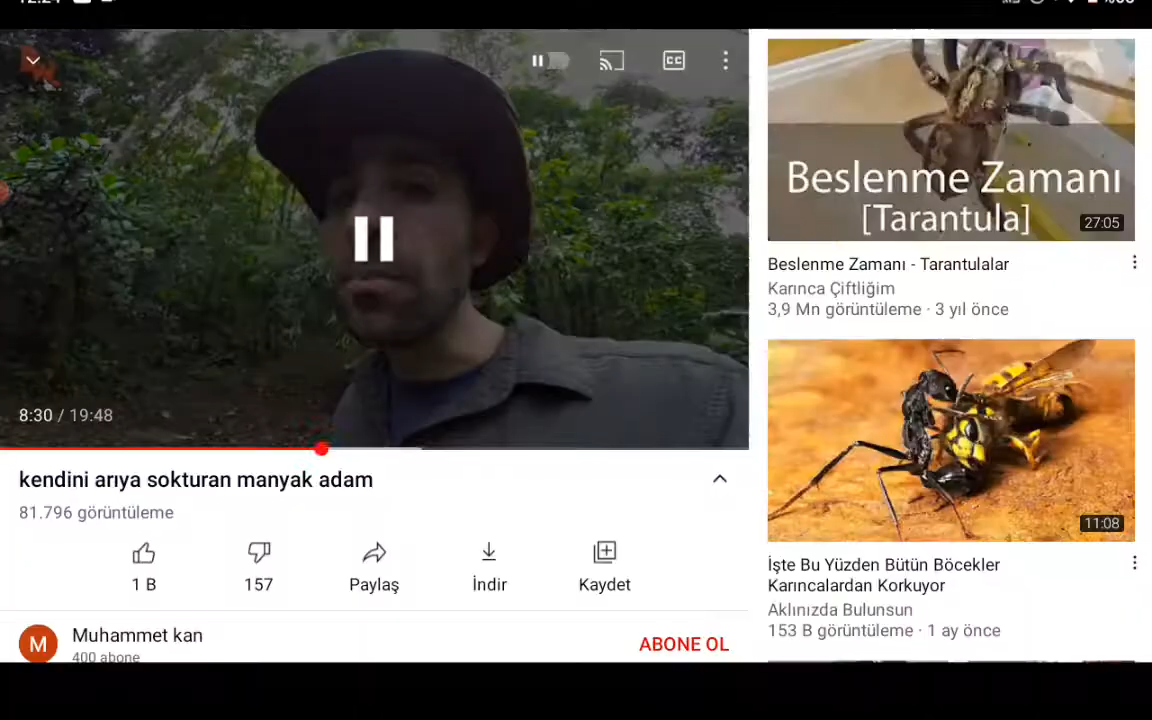 CC
8:30 / 19:48
kendini arıya sokturan manyak adam
81.796 görüntüleme
1 B
157
Paylaş
İndir
Kaydet
M
Muhammet kan
400 abone
ABONE OL
Beslenme Zamanı
[Tarantula]
27:05
Beslenme Zamanı - Tarantulalar
Karınca Çiftliğim
3,9 Mn görüntüleme · 3 yıl önce
11:08
İşte Bu Yüzden Bütün Böcekler
Karıncalardan Korkuyor
Aklınızda Bulunsun
153 B görüntüleme · 1 ay önce